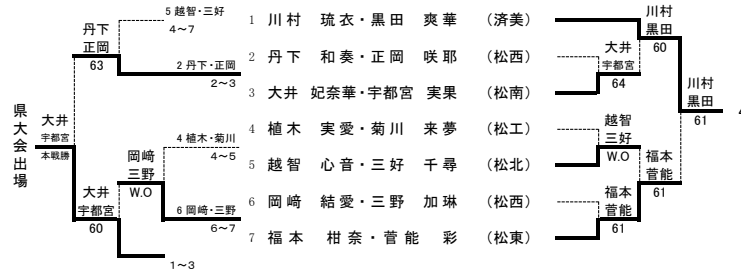 5 越智・三好
4～7
丹下
正岡
63
2 丹下・正岡
2～3
県大会出場
大井
宇都宮
本戦勝
4 植木・菊川
4～5
岡﨑
三野
W.O
大井
宇都宮
60
6 岡﨑・三野
6～7
1～3
1 川村 琉衣・黒田 爽華 （済美）
2 丹下 和奏・正岡 咲耶 （松西）
3 大井 妃奈華・宇都宮 実果 （松南）
4 植木 実愛・菊川 来夢 （松工）
5 越智 心音・三好 千尋 （松北）
6 岡﨑 結愛・三野 加琳 （松西）
7 福本 柑奈・菅能 彩 （松東）
川村
黒田
60
大井
宇都宮
64
川村
黒田
61
越智
三好
W.O
福本
菅能
61
福本
菅能
61